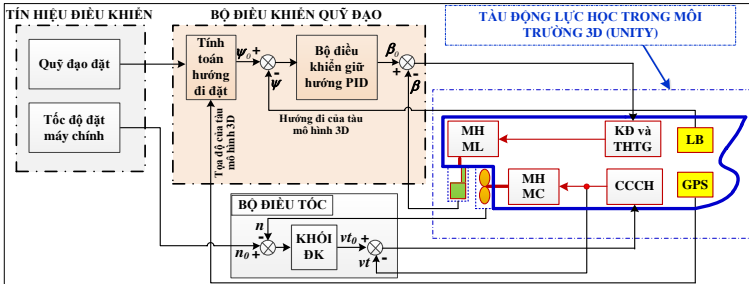 TÍN HIỆU ĐIỀU KHIỂN
Quỹ đạo đặt
Tốc độ đặt
máy chính
BỘ ĐIỀU KHIỂN QUỸ ĐẠO
Tính
toán
hướng
đi đặt
ψ₀ +
-
ψ
Bộ điều
khiển giữ
hướng PID
β₀
+
-
β
Hướng đi của tàu
mô hình 3D
Tọa độ của tàu
mô hình 3D
TÀU ĐỘNG LỰC HỌC TRONG MÔI
TRƯỜNG 3D (UNITY)
MH
ML
KĐ và
THTG
LB
MH
MC
CCCH
GPS
BỘ ĐIỀU TỐC
n
-
n₀ +
KHỐI
ĐK
vt₀ +
vt -